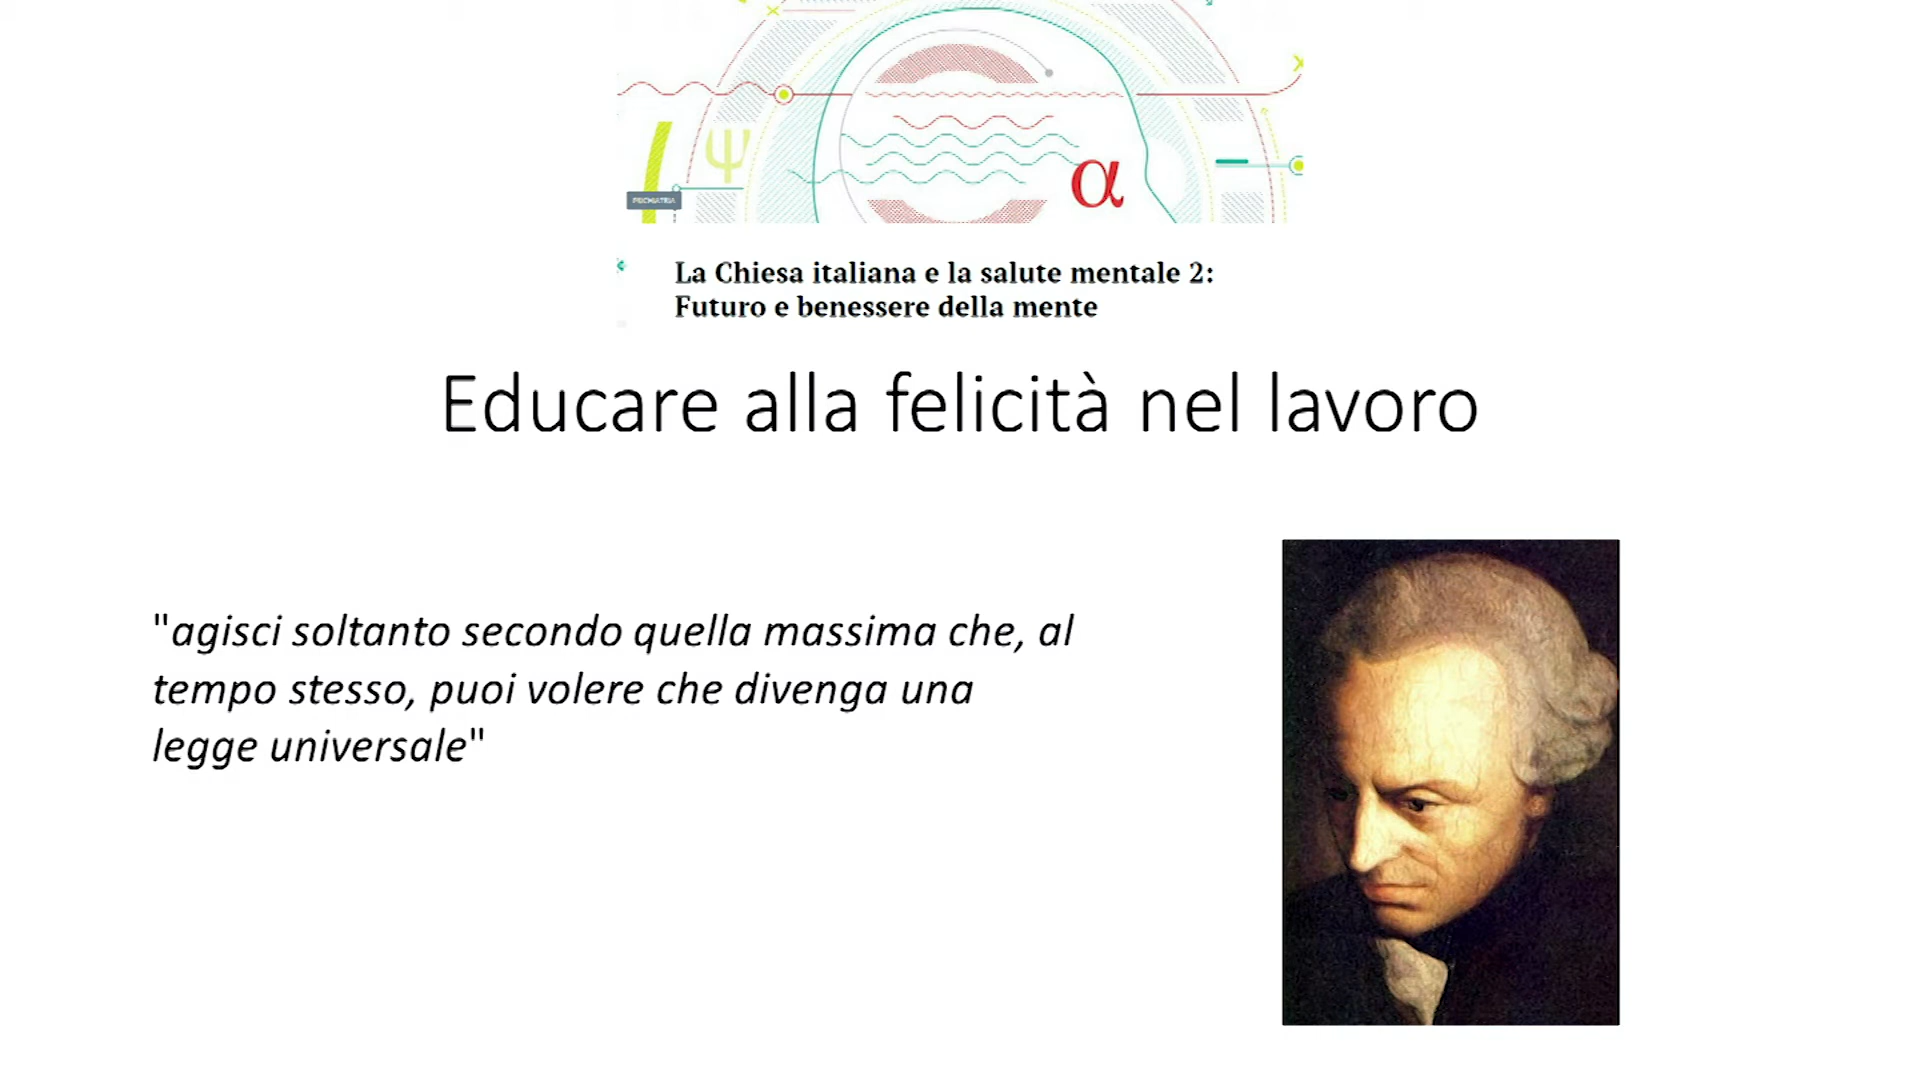 Ψ
α
PSICHIATRIA
La Chiesa italiana e la salute mentale 2:
Futuro e benessere della mente
Educare alla felicità nel lavoro
"agisci soltanto secondo quella massima che, al
tempo stesso, puoi volere che divenga una
legge universale"